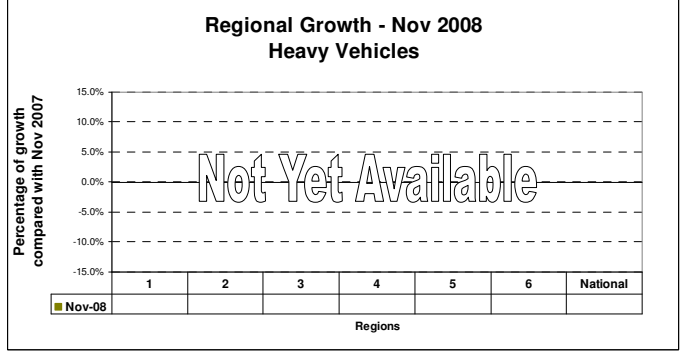 Regional Growth - Nov 2008
Heavy Vehicles
Percentage of growth
compared with Nov 2007
15.0%
10.0%
5.0%
0.0%
-5.0%
-10.0%
-15.0%
Not Yet Available
1 2 3 4 5 6 National
Nov-08
Regions